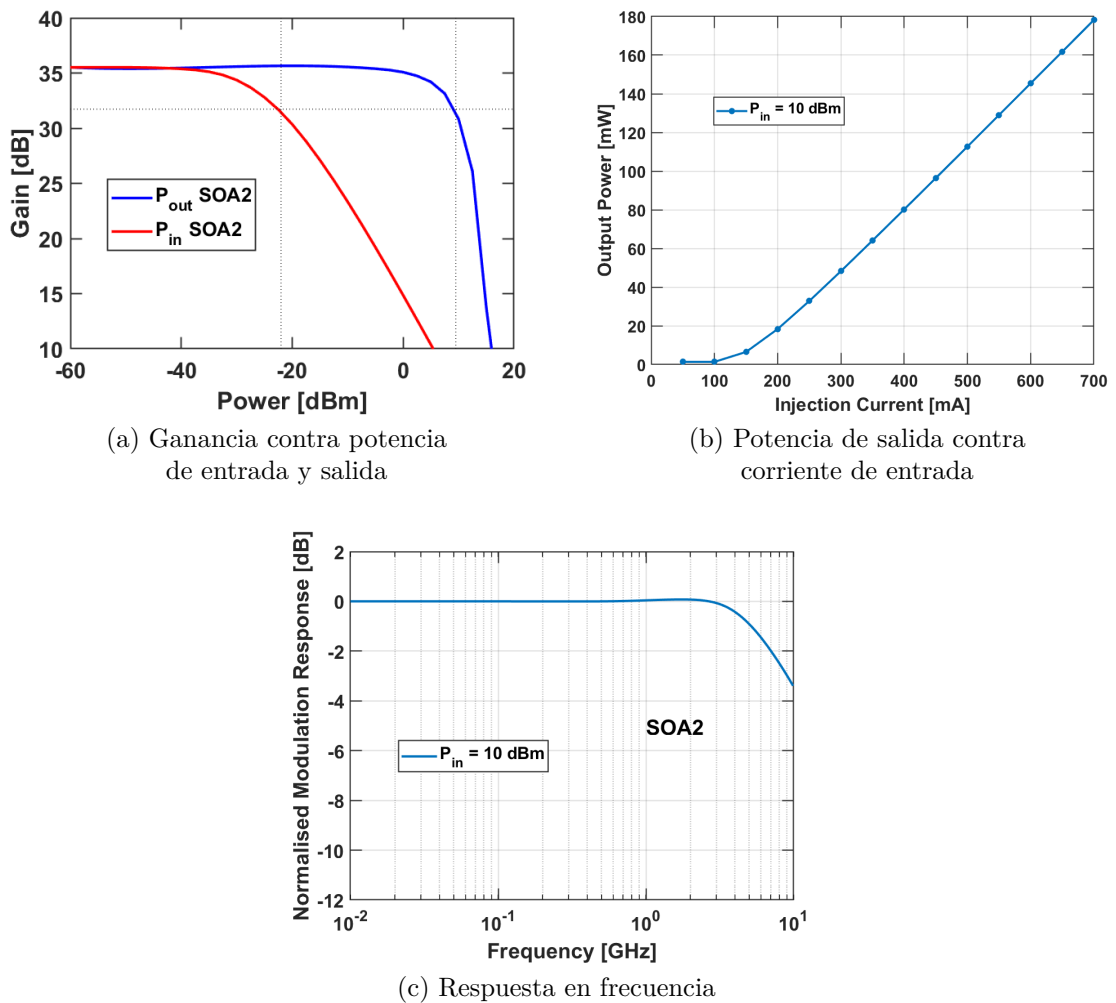 40
35
30
25
20
15
10
-60
-40
-20
0
20
Gain [dB]
Power [dBm]
P_out SOA2
P_in SOA2
(a) Ganancia contra potencia
de entrada y salida
180
160
140
120
100
80
60
40
20
0
0
100
200
300
400
500
600
700
Output Power [mW]
Injection Current [mA]
P_in = 10 dBm
(b) Potencia de salida contra
corriente de entrada
2
0
-2
-4
-6
-8
-10
-12
10^-2
10^-1
10^0
10^1
Normalised Modulation Response [dB]
Frequency [GHz]
SOA2
P_in = 10 dBm
(c) Respuesta en frecuencia